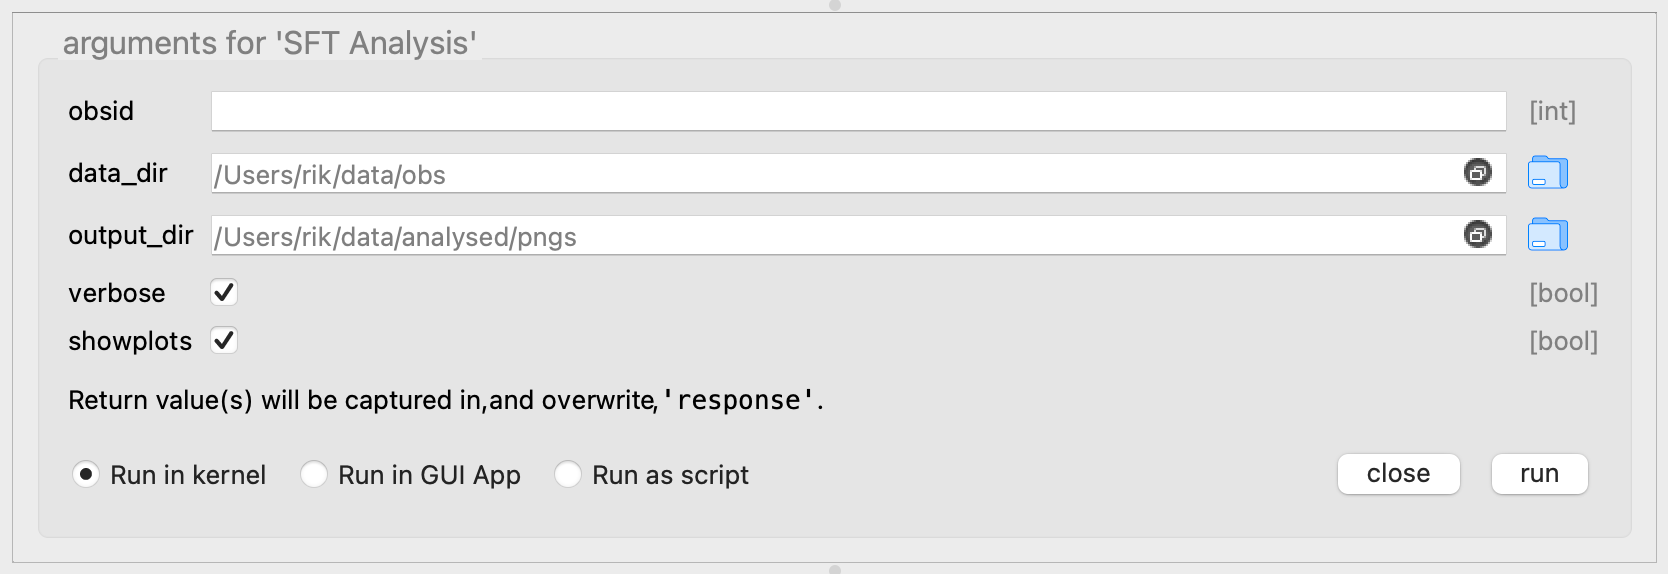 arguments for 'SFT Analysis'
obsid [int]
data_dir /Users/rik/data/obs
output_dir /Users/rik/data/analysed/pngs
verbose [bool]
showplots [bool]
Return value(s) will be captured in,and overwrite,'response'.
Run in kernel Run in GUI App Run as script close run